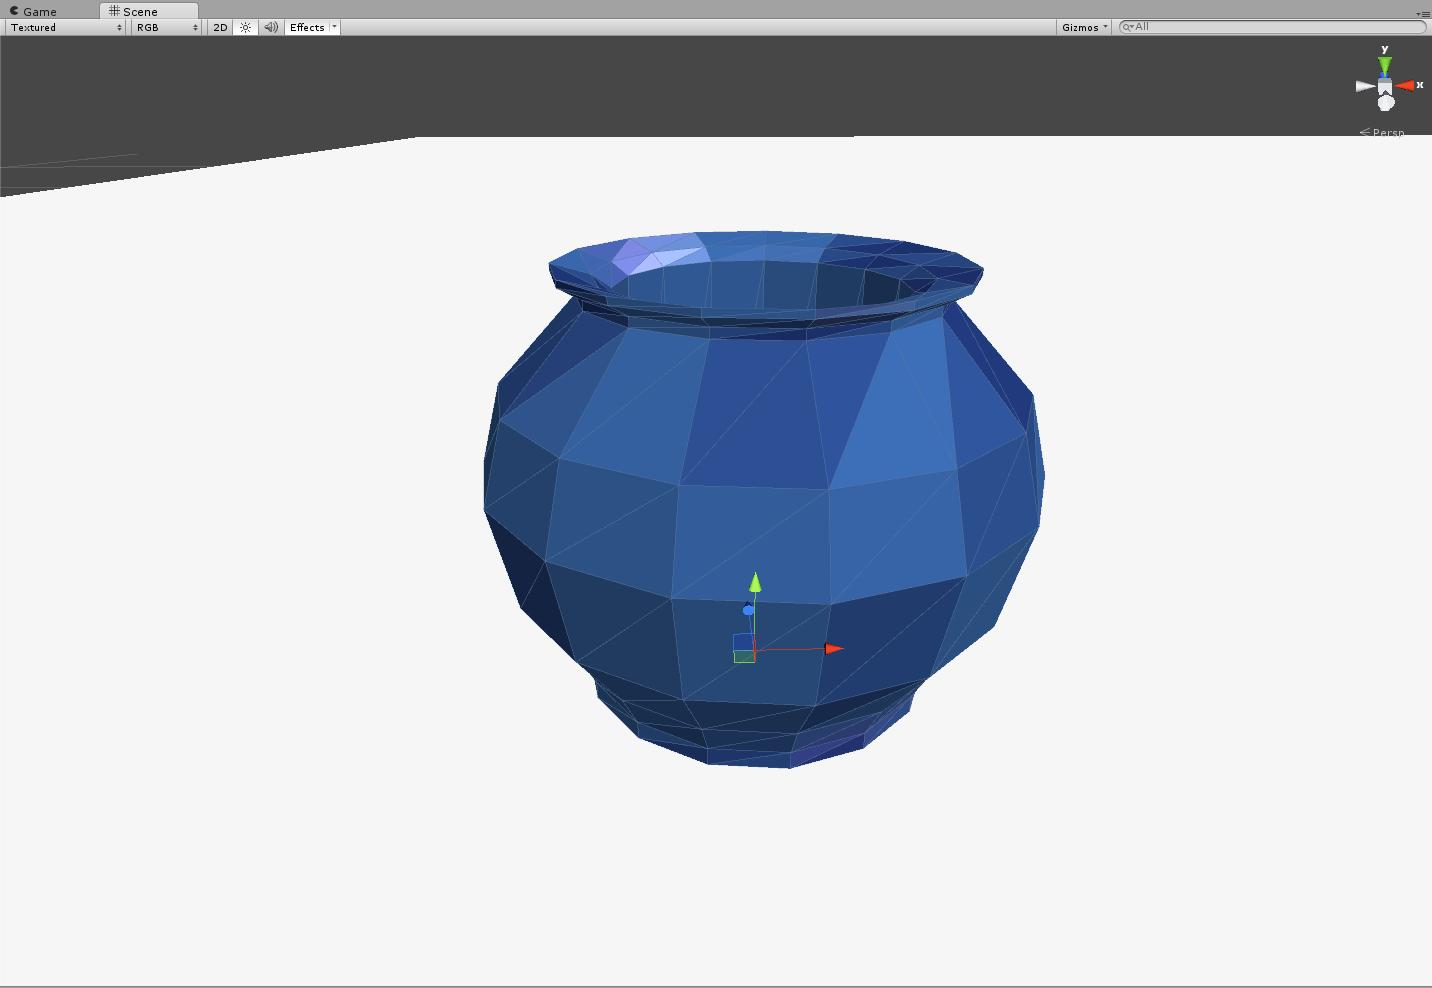 Game Scene
Textured RGB 2D Effects Gizmos All
y
x
Persp